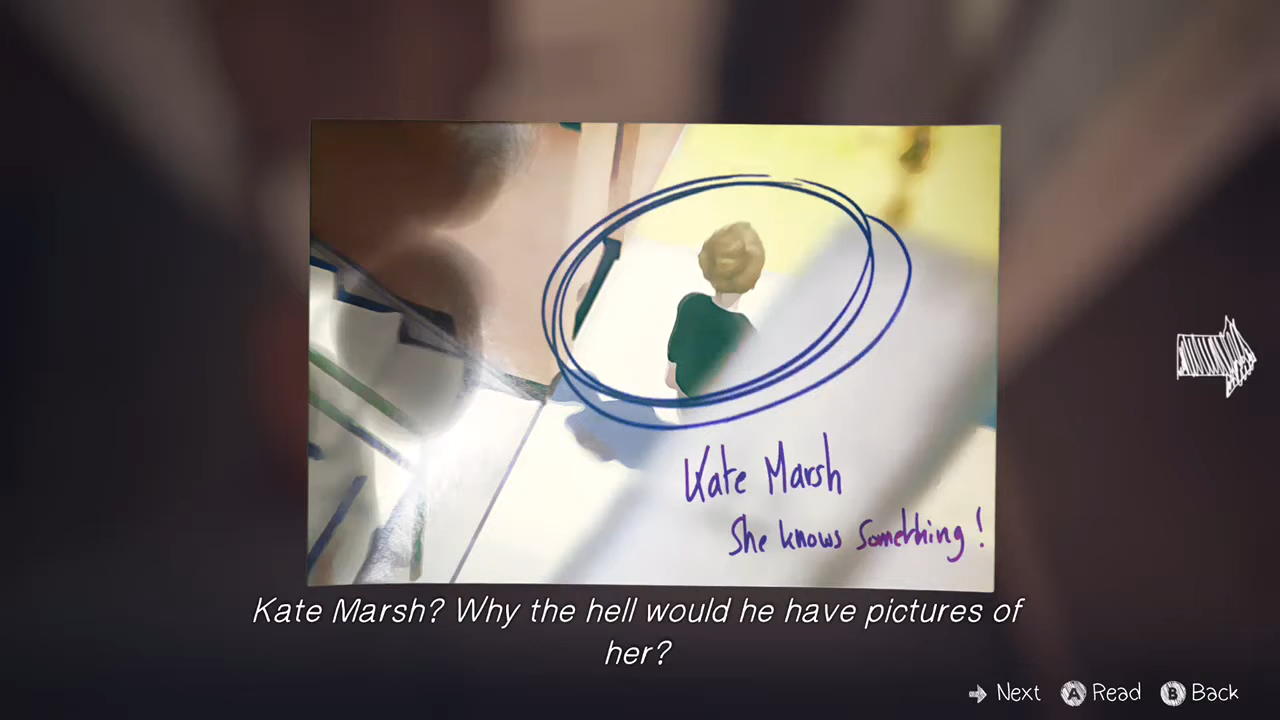 Kate Marsh
She knows something!
Kate Marsh? Why the hell would he have pictures of
her?
Next A Read B Back